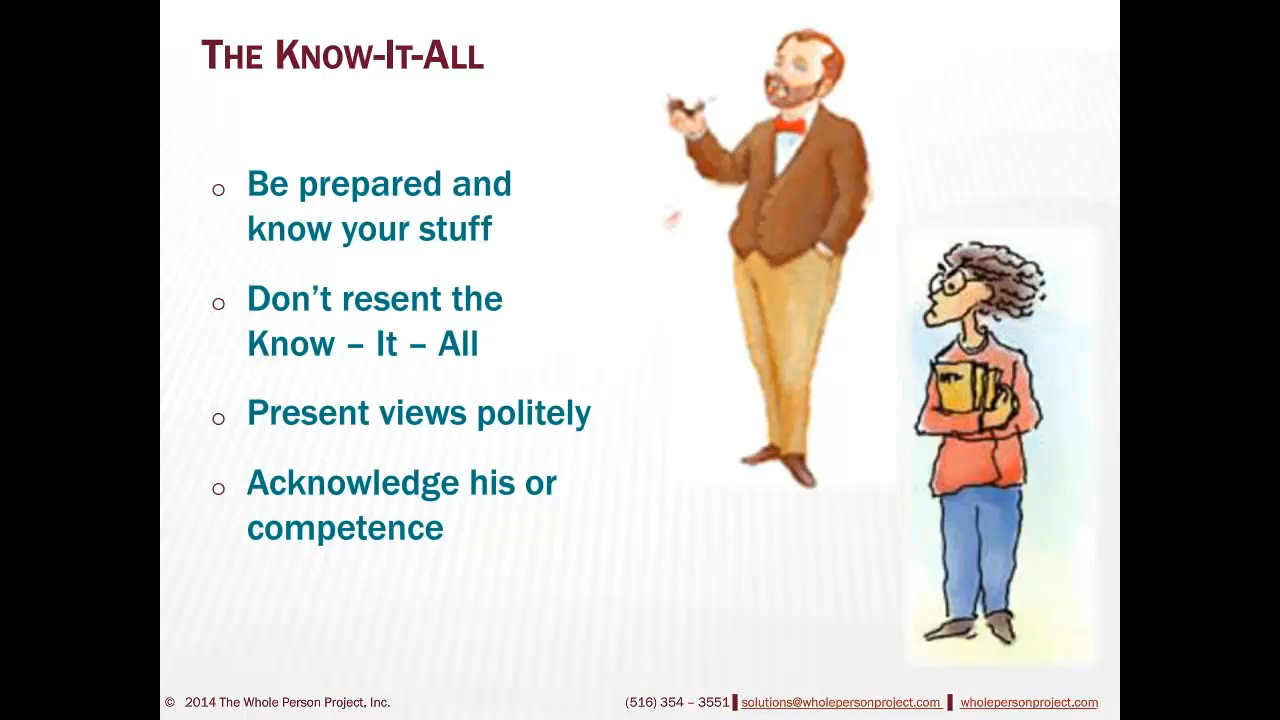 THE KNOW-IT-ALL
Be prepared and
know your stuff
Don't resent the
Know – It – All
Present views politely
Acknowledge his or
competence
© 2014 The Whole Person Project, Inc.
(516) 354 – 3551 | solutions@wholepersonproject.com | wholepersonproject.com